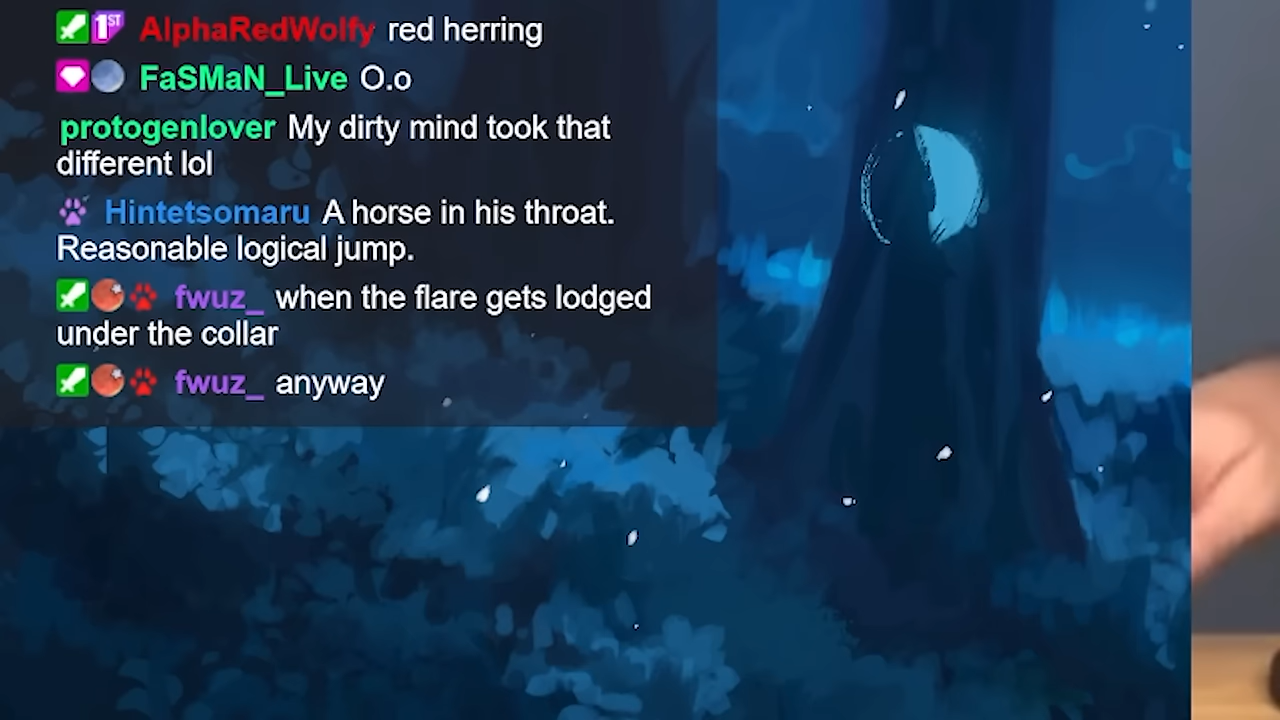 1ST AlphaRedWolfy red herring
FaSMaN_Live O.o
protogenlover My dirty mind took that
different lol
Hintetsomaru A horse in his throat.
Reasonable logical jump.
fwuz_ when the flare gets lodged
under the collar
fwuz_ anyway